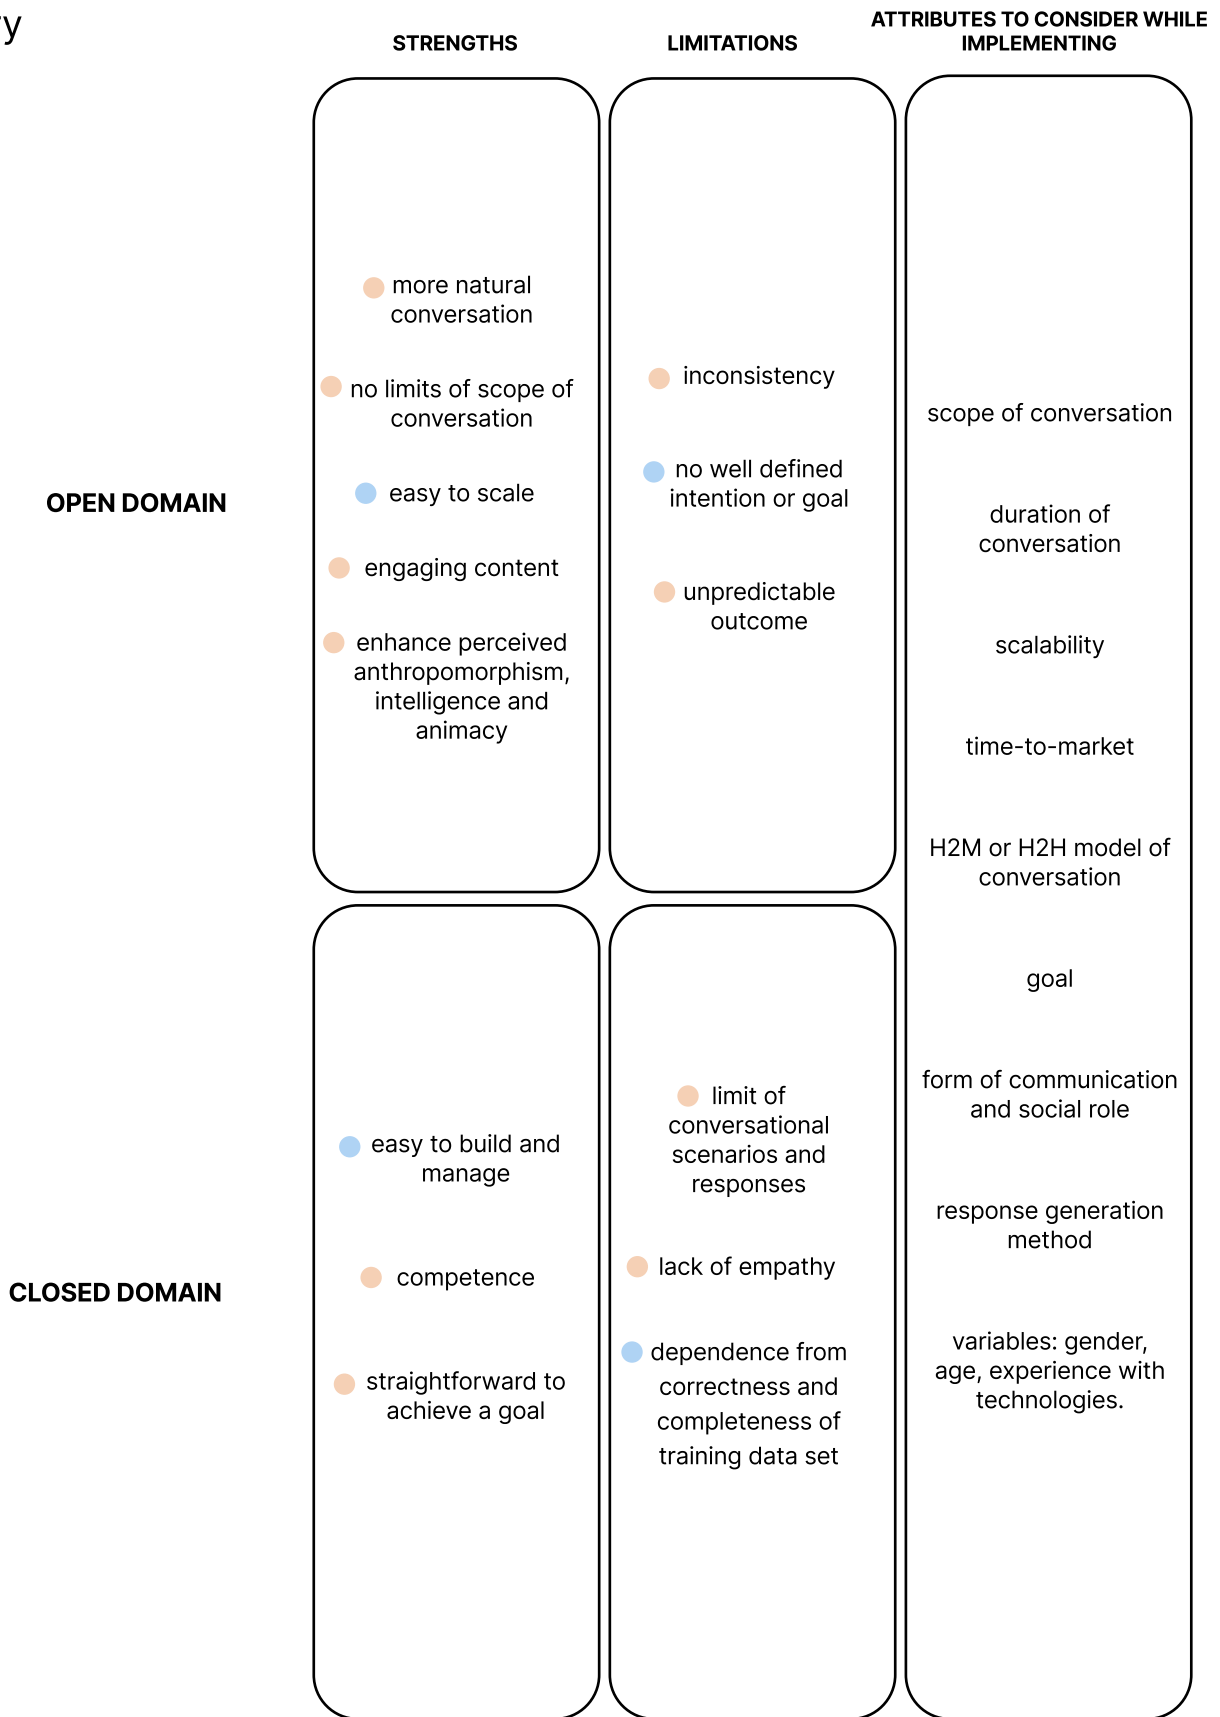 STRENGTHS
LIMITATIONS
ATTRIBUTES TO CONSIDER WHILE
IMPLEMENTING
OPEN DOMAIN
more natural
conversation
no limits of scope of
conversation
easy to scale
engaging content
enhance perceived
anthropomorphism,
intelligence and
animacy
inconsistency
no well defined
intention or goal
unpredictable
outcome
scope of conversation
duration of
conversation
scalability
time-to-market
H2M or H2H model of
conversation
goal
form of communication
and social role
response generation
method
variables: gender,
age, experience with
technologies.
CLOSED DOMAIN
easy to build and
manage
competence
straightforward to
achieve a goal
limit of
conversational
scenarios and
responses
lack of empathy
dependence from
correctness and
completeness of
training data set